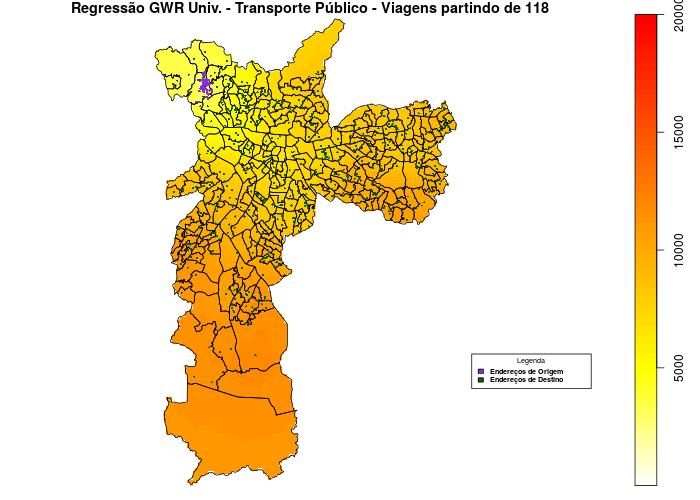 Regressão GWR Univ. - Transporte Público - Viagens partindo de 118
20000
15000
10000
5000
Legenda
Endereços de Origem
Endereços de Destino